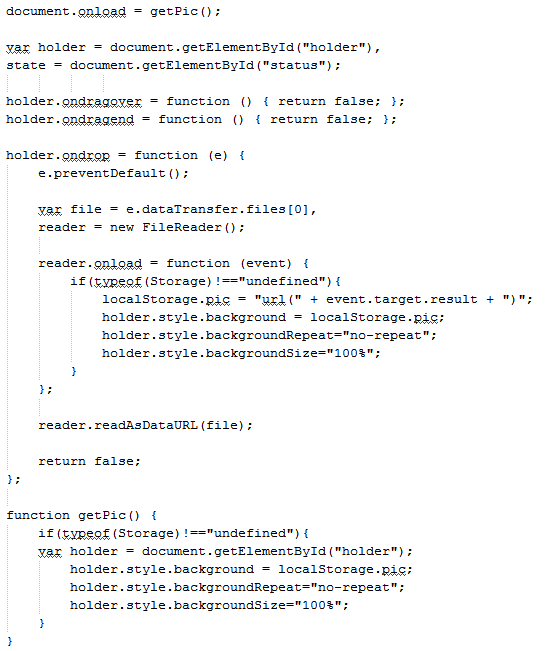 document.onload = getPic();
var holder = document.getElementById("holder"),
state = document.getElementById("status");
holder.ondragover = function () { return false; };
holder.ondragend = function () { return false; };
holder.ondrop = function (e) {
e.preventDefault();
var file = e.dataTransfer.files[0],
reader = new FileReader();
reader.onload = function (event) {
if(typeof(Storage)!=="undefined"){
localStorage.pic = "url(" + event.target.result + ")";
holder.style.background = localStorage.pic;
holder.style.backgroundRepeat="no-repeat";
holder.style.backgroundSize="100%";
}
};
reader.readAsDataURL(file);
return false;
};
function getPic() {
if(typeof(Storage)!=="undefined"){
var holder = document.getElementById("holder");
holder.style.background = localStorage.pic;
holder.style.backgroundRepeat="no-repeat";
holder.style.backgroundSize="100%";
}
}